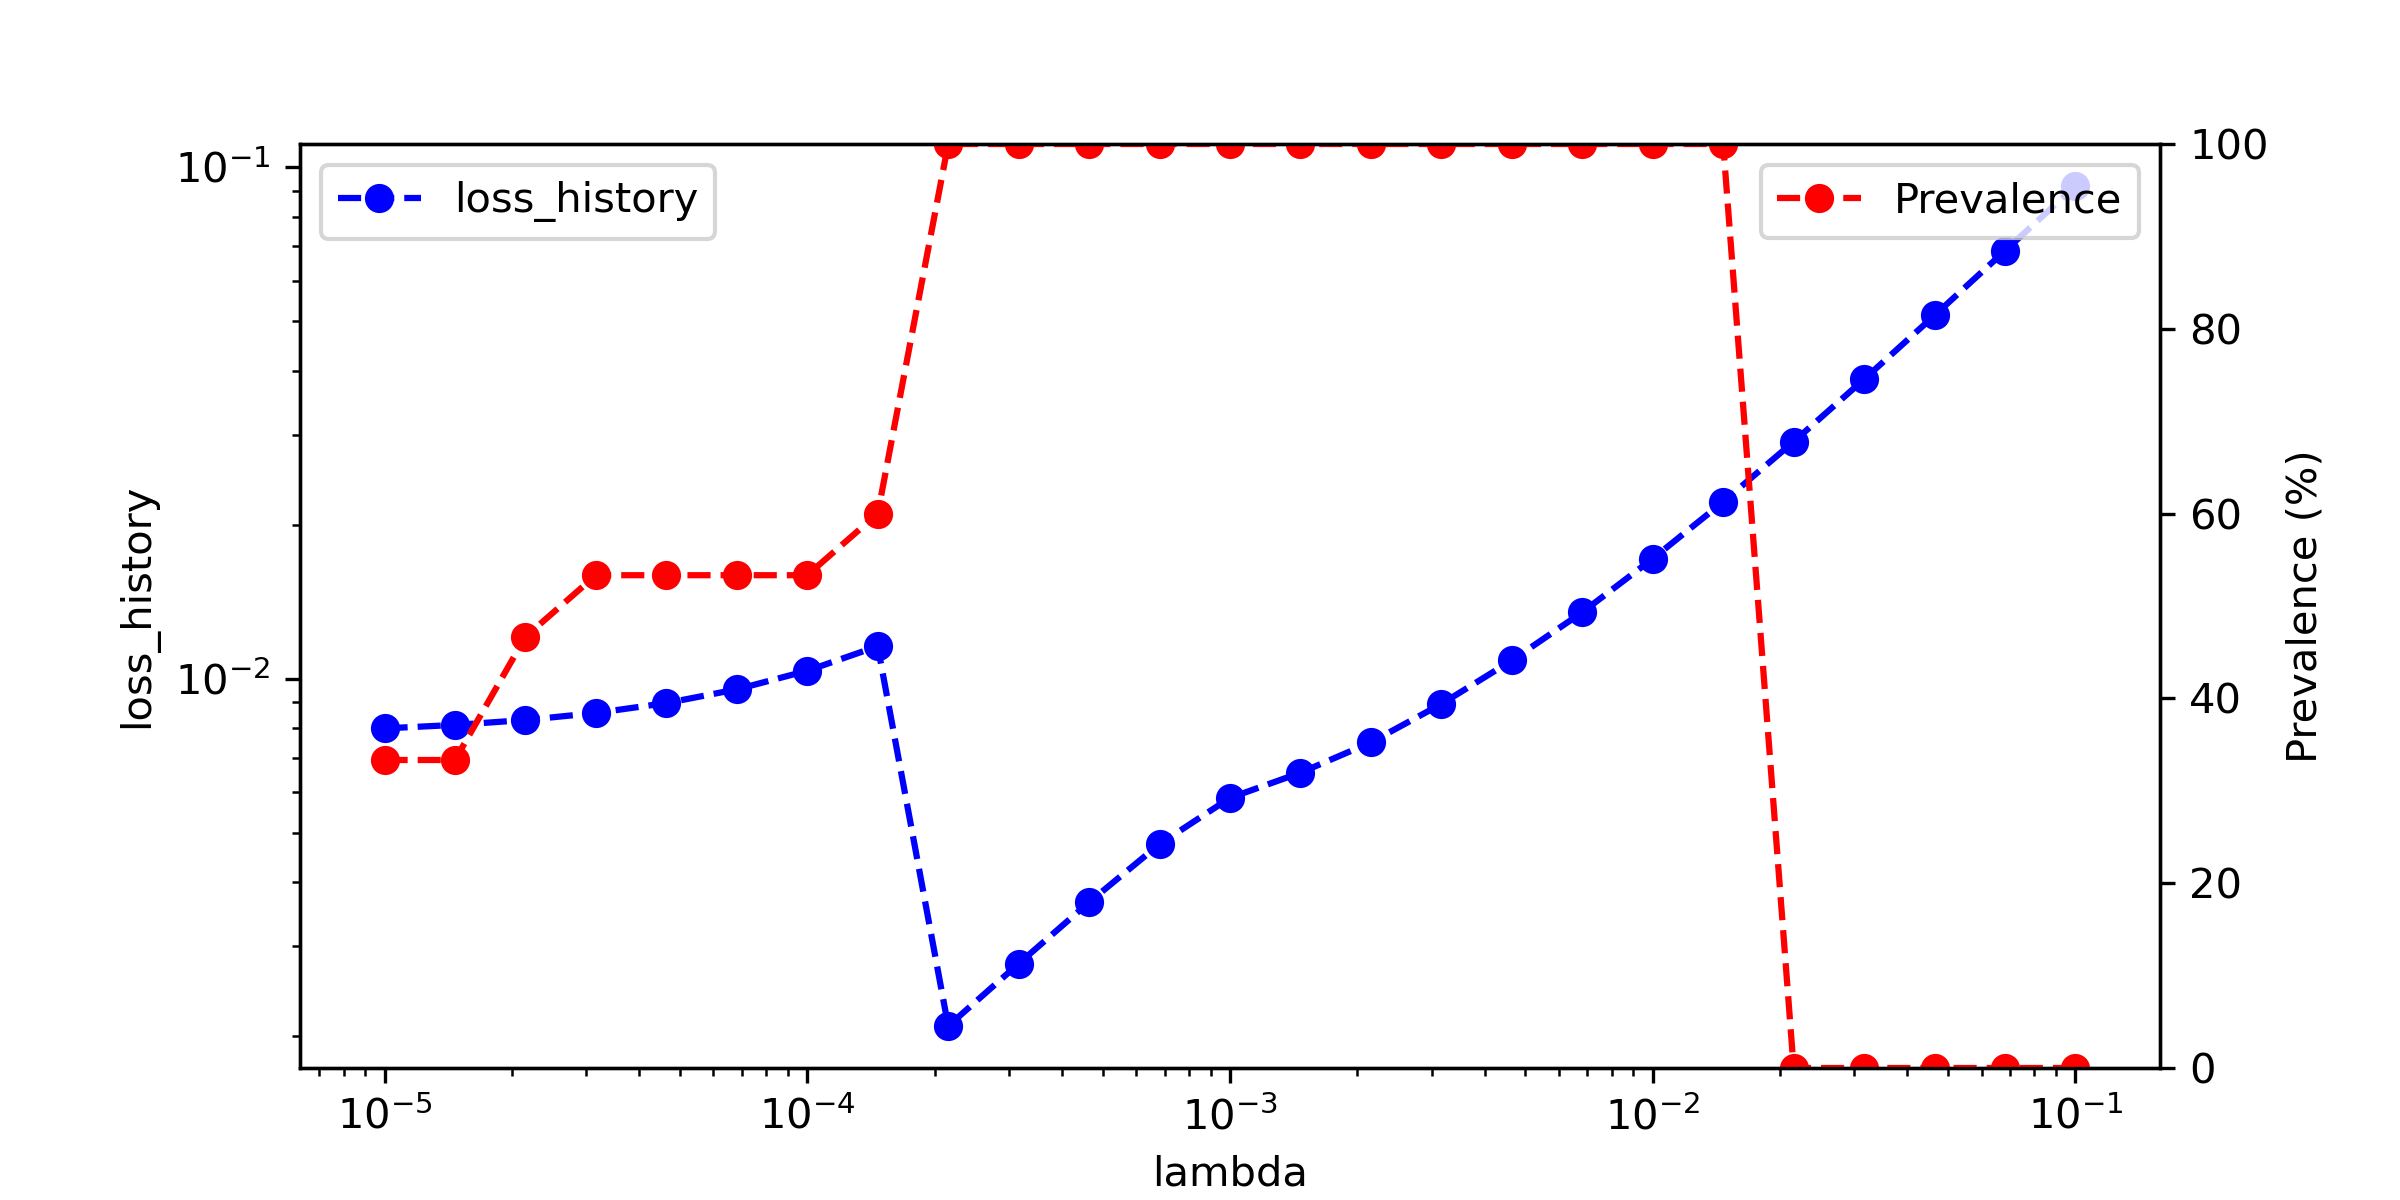 loss_history
Prevalence
10⁻¹
10⁻²
loss_history
100
80
60
40
20
0
Prevalence (%)
10⁻⁵
10⁻⁴
10⁻³
10⁻²
10⁻¹
lambda